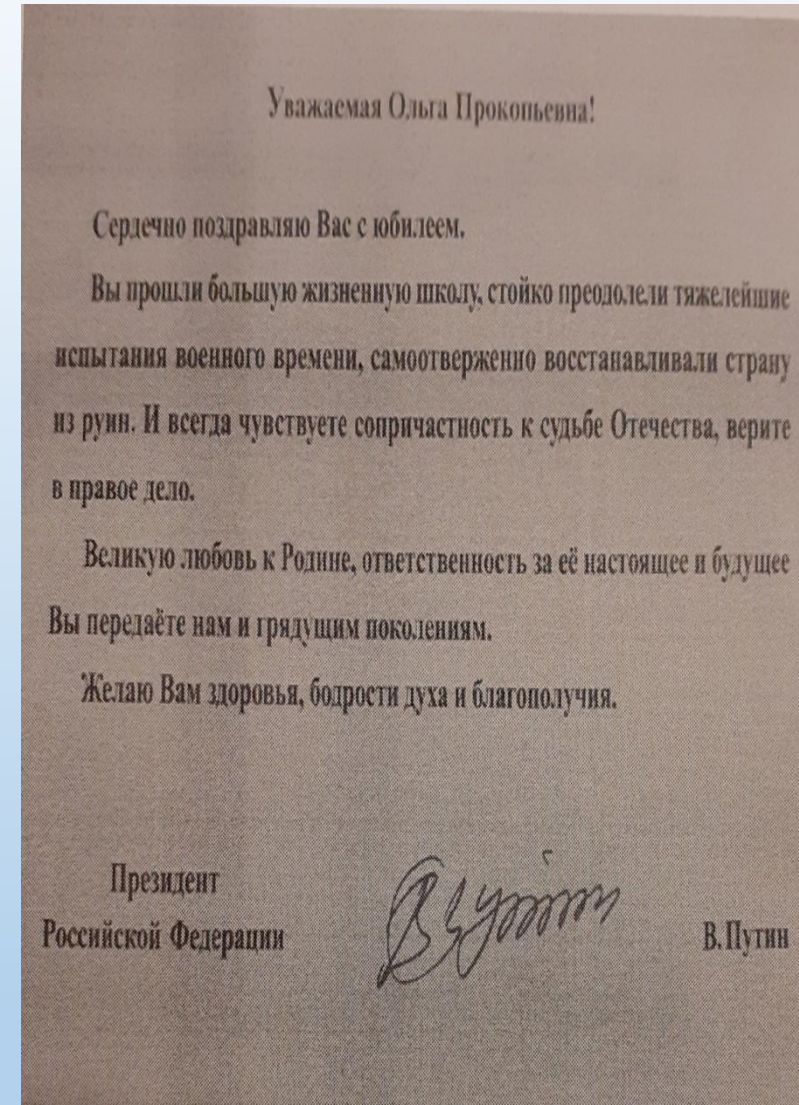 Уважаемая Ольга Прокопьевна!
Сердечно поздравляю Вас с юбилеем.
Вы прошли большую жизненную школу, стойко преодолели тяжелейшие
испытания военного времени, самоотверженно восстанавливали страну
из руин. И всегда чувствуете сопричастность к судьбе Отечества, верите
в правое дело.
Великую любовь к Родине, ответственность за её настоящее и будущее
Вы передаёте нам и грядущим поколениям.
Желаю Вам здоровья, бодрости духа и благополучия.
Президент
Российской Федерации
В.Путин